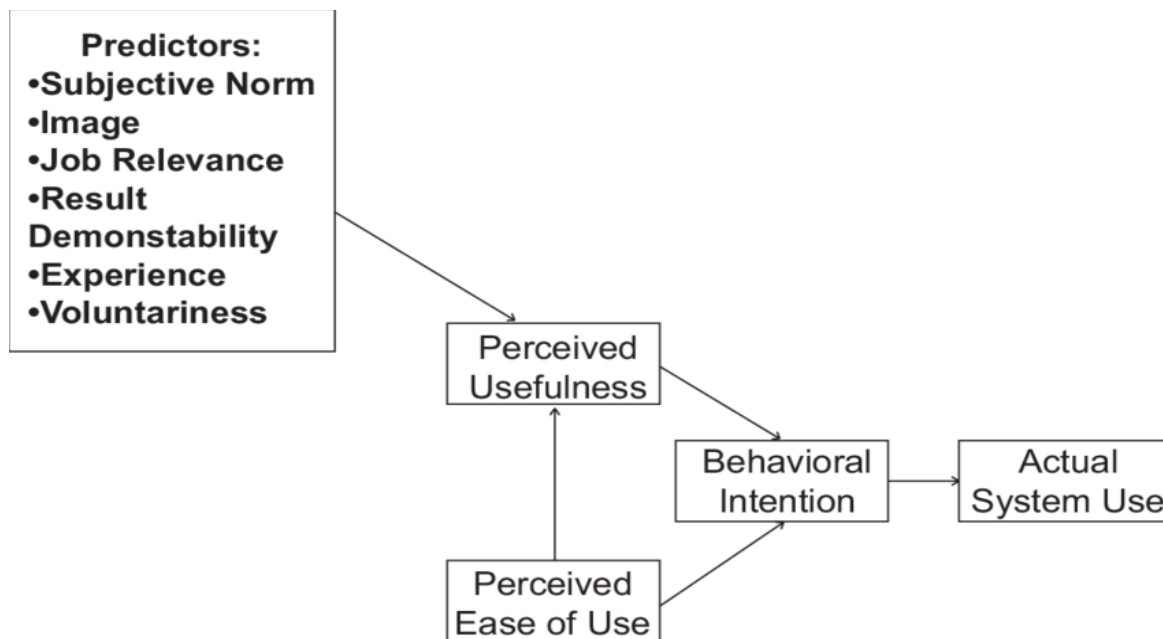 Predictors:
•Subjective Norm
•Image
•Job Relevance
•Result
Demonstability
•Experience
•Voluntariness
Perceived
Usefulness
Behavioral
Intention
Actual
System Use
Perceived
Ease of Use